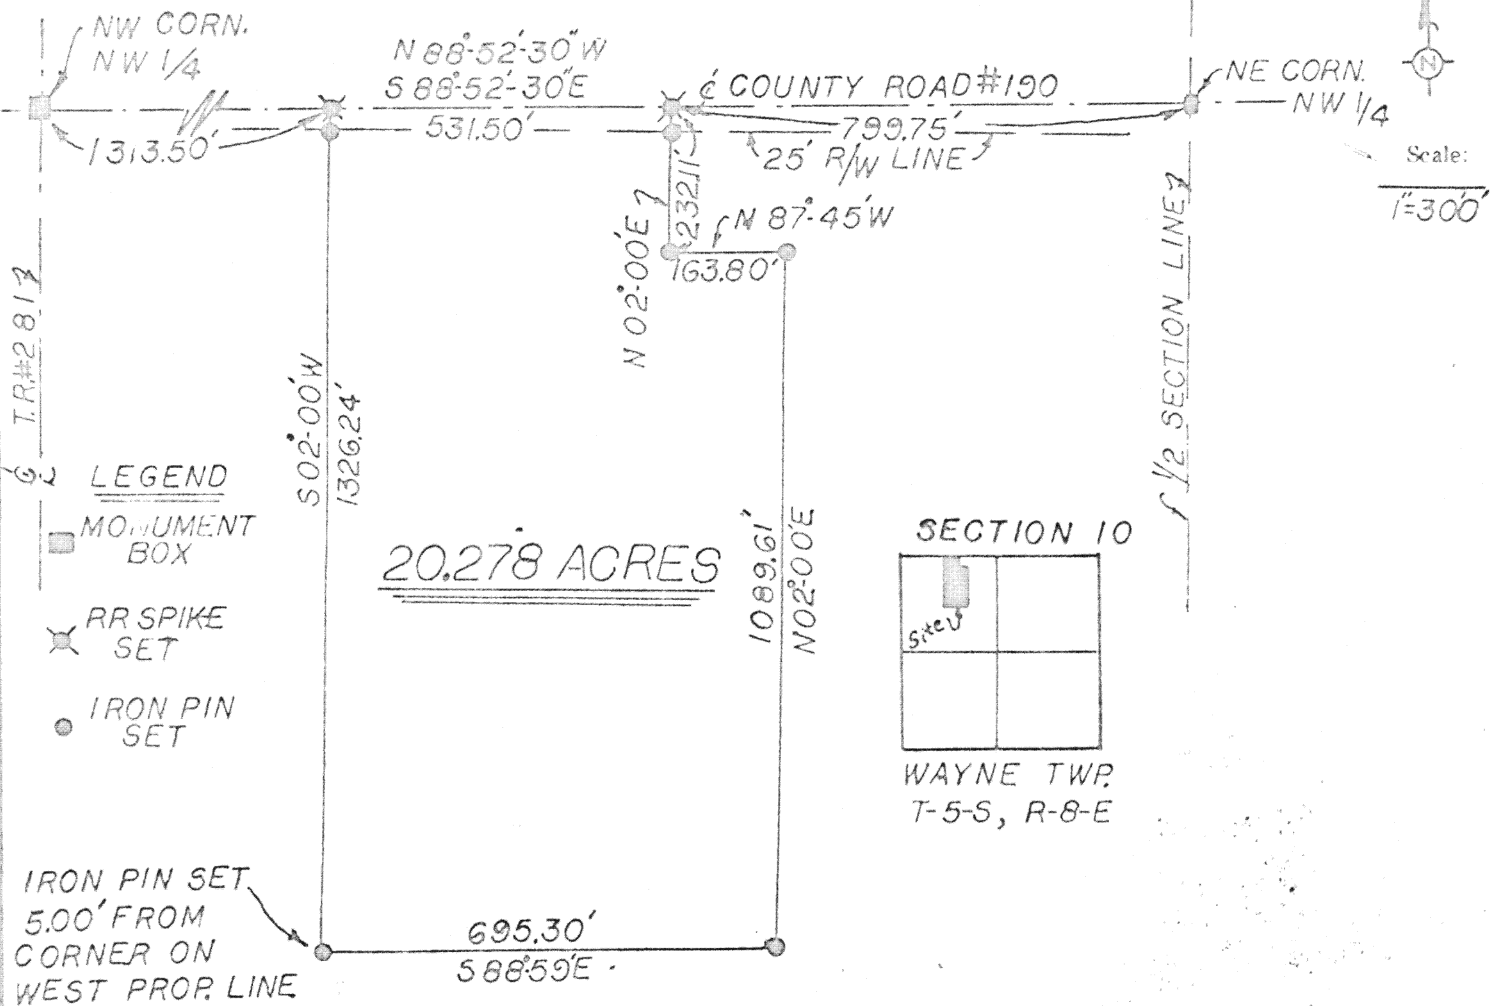 NW CORN.
NW 1/4
N 88°-52'-30" W
S 88°-52'-30" E
531.50'
1313.50'
℄ COUNTY ROAD #190
799.75'
25' R/W LINE
NE CORN.
NW 1/4
N
Scale:
1"=300'
232.11'
N 02°-00' E
N 87°-45' W
163.80'
T.R.#281
℄
S 02°-00' W
1326.24'
1/2 SECTION LINE
LEGEND
MONUMENT
BOX
RR SPIKE
SET
IRON PIN
SET
20.278 ACRES
1089.61'
N 02°-00' E
SECTION 10
Site
WAYNE TWP.
T-5-S, R-8-E
IRON PIN SET
5.00' FROM
CORNER ON
WEST PROP. LINE
695.30'
S 88°59' E